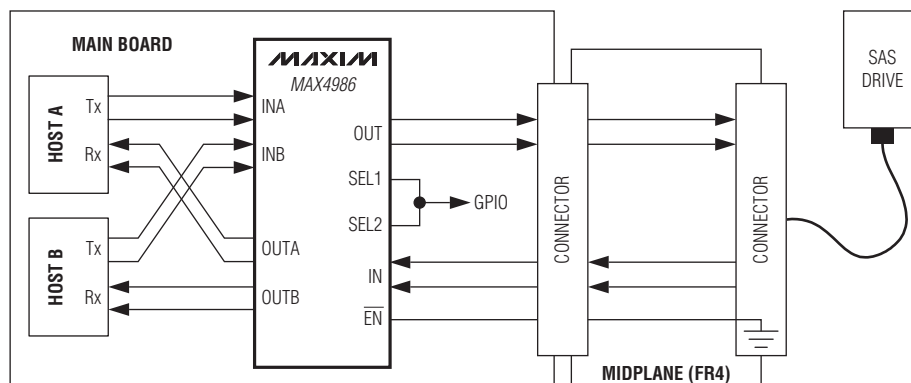 MAIN BOARD
MAXIM
MAX4986
HOST A
Tx
Rx
HOST B
Tx
Rx
INA
INB
OUTA
OUTB
OUT
SEL1
SEL2
IN
EN
GPIO
CONNECTOR
CONNECTOR
MIDPLANE (FR4)
SAS
DRIVE